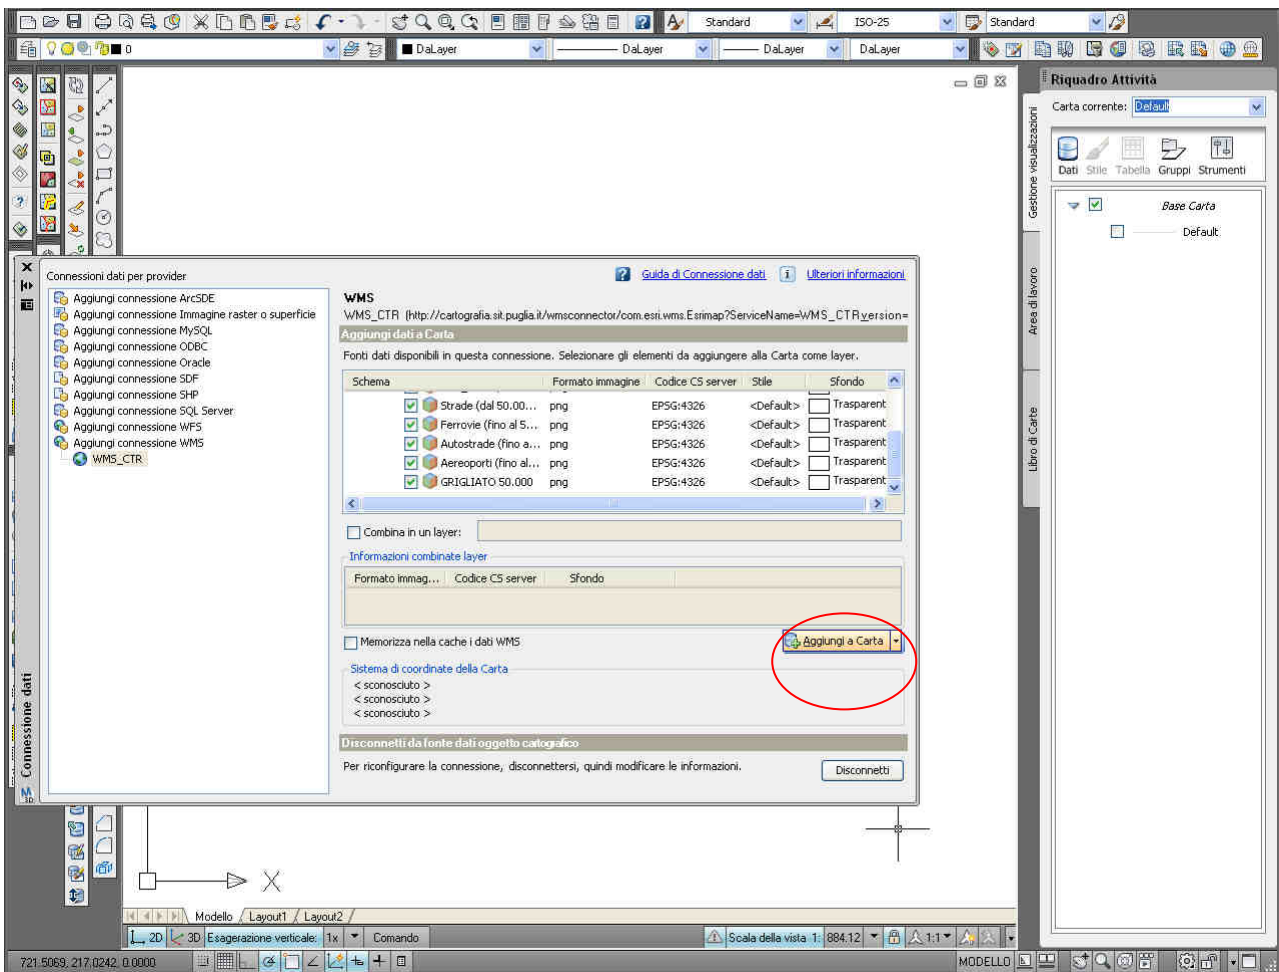 Standard
ISO-25
Standard
0
DaLayer
DaLayer
DaLayer
DaLayer
Riquadro Attività
Carta corrente: Default
Dati Stile Tabella Gruppi Strumenti
Base Carta
Default
Gestione visualizzazioni
Area di lavoro
Libro di Carte
Connessioni dati per provider
Guida di Connessione dati
Ulteriori informazioni
Aggiungi connessione ArcSDE
Aggiungi connessione Immagine raster o superficie
Aggiungi connessione MySQL
Aggiungi connessione ODBC
Aggiungi connessione Oracle
Aggiungi connessione SDF
Aggiungi connessione SHP
Aggiungi connessione SQL Server
Aggiungi connessione WFS
Aggiungi connessione WMS
WMS_CTR
WMS
WMS_CTR (http://cartografia.sit.puglia.it/wmsconnector/com.esri.wms.Esrimap?ServiceName=WMS_CTRversion=
Aggiungi dati a Carta
Fonti dati disponibili in questa connessione. Selezionare gli elementi da aggiungere alla Carta come layer.
Schema Formato immagine Codice CS server Stile Sfondo
Strade (dal 50.00... png EPSG:4326 <Default> Trasparent
Ferrovie (fino al 5... png EPSG:4326 <Default> Trasparent
Autostrade (fino a... png EPSG:4326 <Default> Trasparent
Aereoporti (fino al... png EPSG:4326 <Default> Trasparent
GRIGLIATO 50.000 png EPSG:4326 <Default> Trasparent
Combina in un layer:
Informazioni combinate layer
Formato immag... Codice CS server Sfondo
Memorizza nella cache i dati WMS
Aggiungi a Carta
Sistema di coordinate della Carta
< sconosciuto >
< sconosciuto >
< sconosciuto >
Disconnetti da fonte dati oggetto cartografico
Per riconfigurare la connessione, disconnettersi, quindi modificare le informazioni.
Disconnetti
Connessione dati
X
Modello Layout1 Layout2
2D 3D Esagerazione verticale: 1x Comando
Scala della vista 1: 884.12
1:1
721.5069, 217.0242, 0.0000
MODELLO